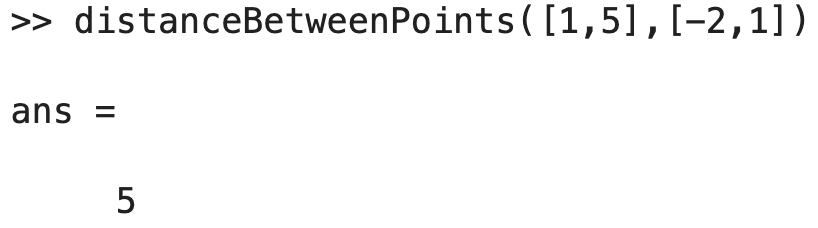 >> distanceBetweenPoints([1,5],[-2,1])
ans =
5